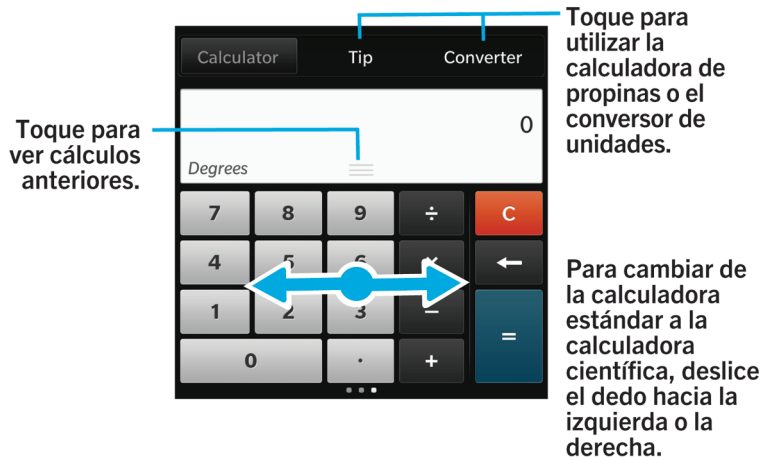 Toque para
utilizar la
calculadora de
propinas o el
conversor de
unidades.
Calculator Tip Converter
0
Toque para
ver cálculos
anteriores.
Degrees
7 8 9 ÷ C
4 5 6 ×
1 2 3 − =
0 . +
Para cambiar de
la calculadora
estándar a la
calculadora
científica, deslice
el dedo hacia la
izquierda o la
derecha.